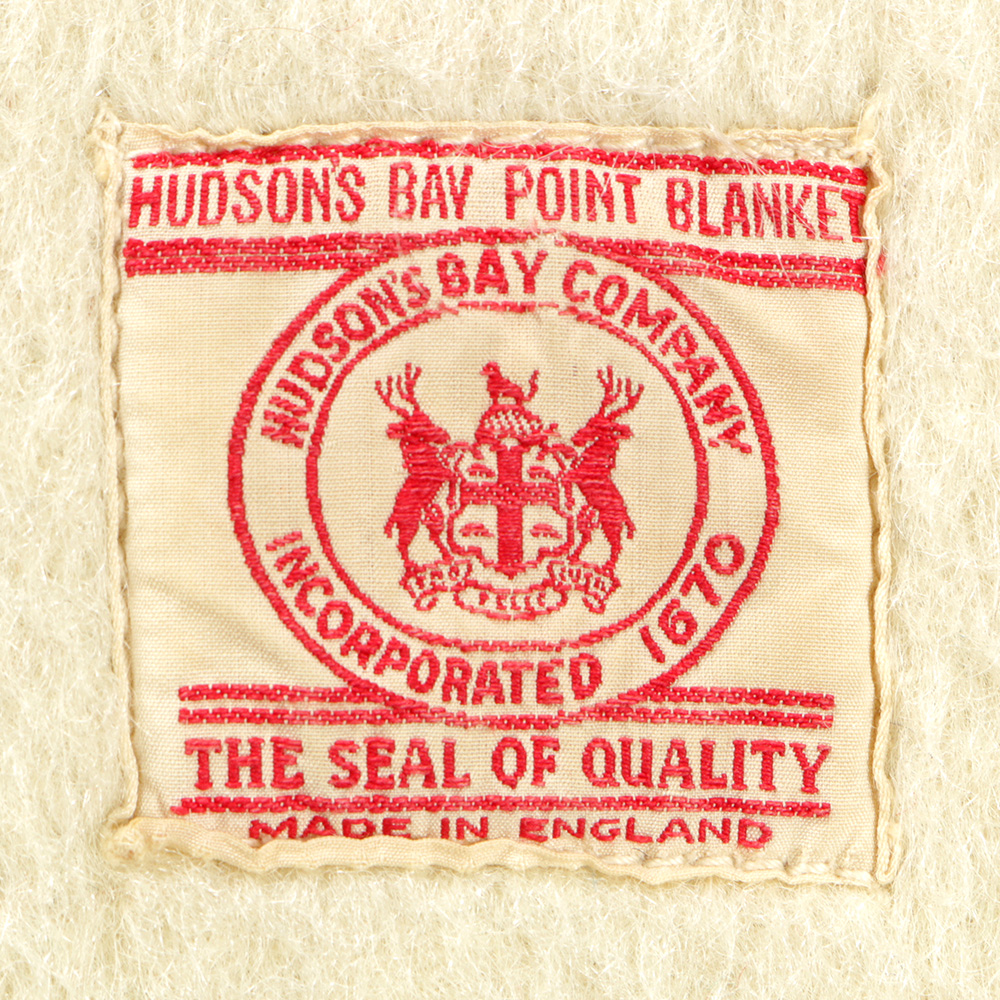 HUDSON'S BAY POINT BLANKET
HUDSON'S BAY COMPANY
INCORPORATED 1670
THE SEAL OF QUALITY
MADE IN ENGLAND